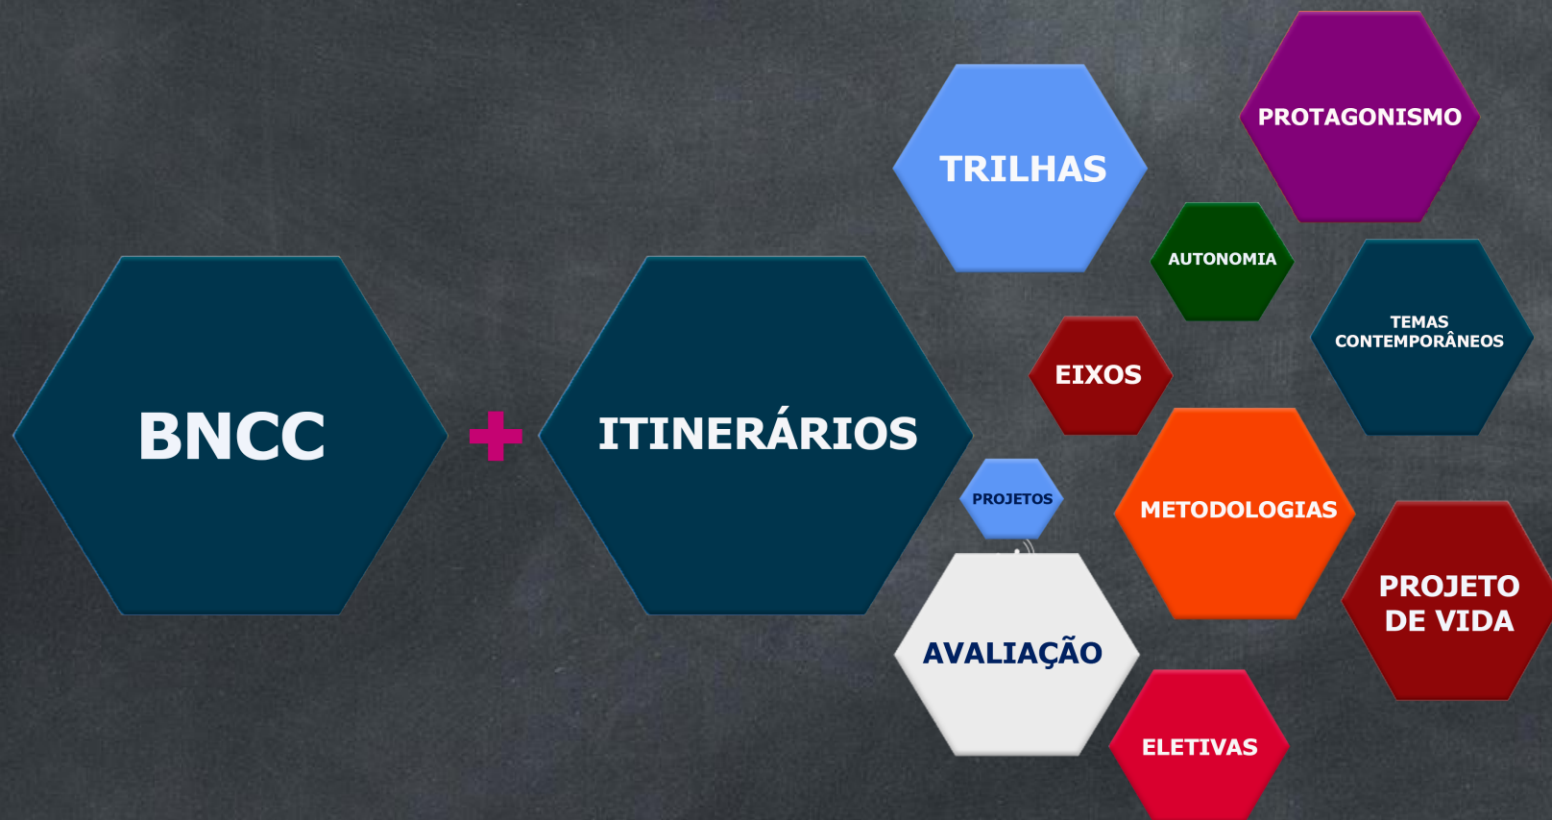 BNCC
+
ITINERÁRIOS
TRILHAS
PROTAGONISMO
AUTONOMIA
TEMAS
CONTEMPORÂNEOS
EIXOS
PROJETOS
METODOLOGIAS
PROJETO
DE VIDA
AVALIAÇÃO
ELETIVAS